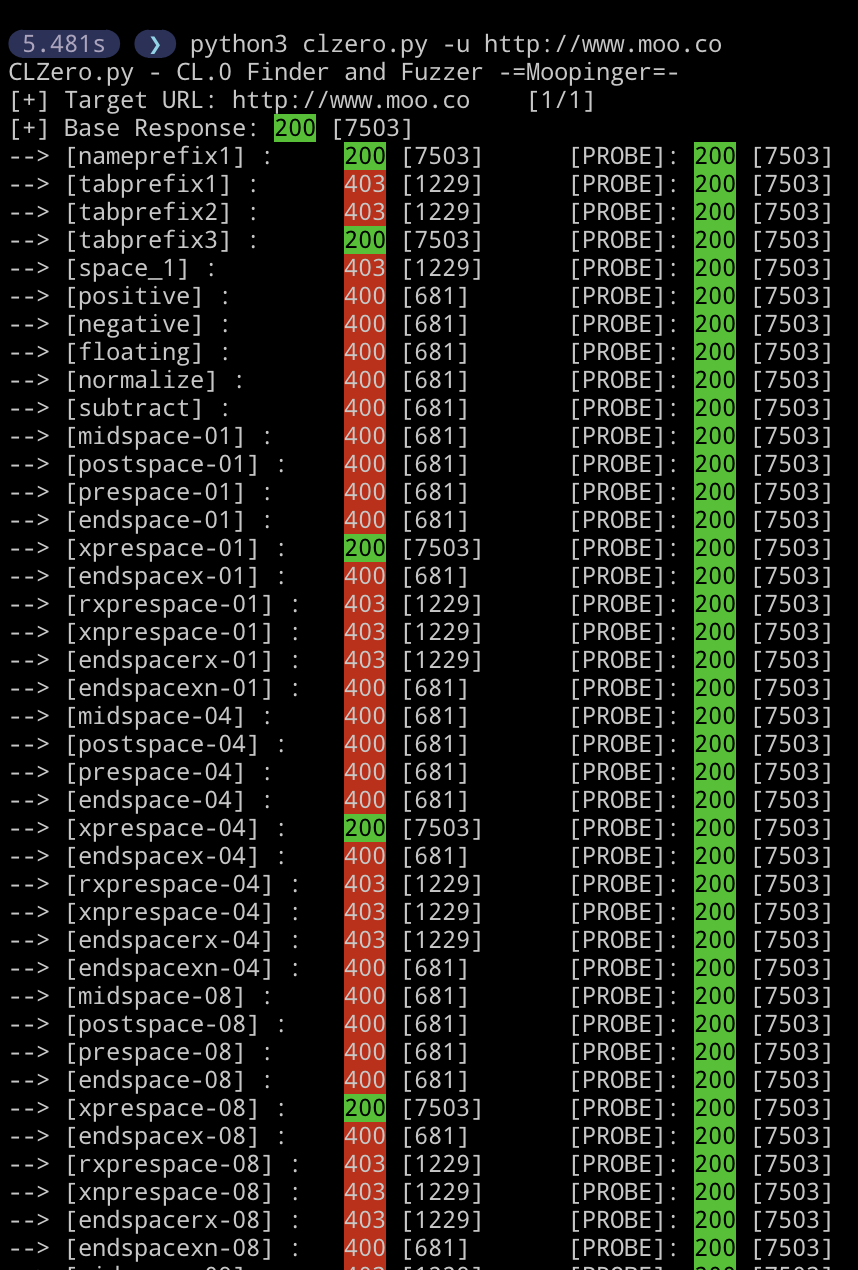 5.481s ❯ python3 clzero.py -u http://www.moo.co
CLZero.py - CL.0 Finder and Fuzzer -=Moopinger=-
[+] Target URL: http://www.moo.co [1/1]
[+] Base Response: 200 [7503]
--> [nameprefix1] : 200 [7503] [PROBE]: 200 [7503]
--> [tabprefix1] : 403 [1229] [PROBE]: 200 [7503]
--> [tabprefix2] : 403 [1229] [PROBE]: 200 [7503]
--> [tabprefix3] : 200 [7503] [PROBE]: 200 [7503]
--> [space_1] : 403 [1229] [PROBE]: 200 [7503]
--> [positive] : 400 [681] [PROBE]: 200 [7503]
--> [negative] : 400 [681] [PROBE]: 200 [7503]
--> [floating] : 400 [681] [PROBE]: 200 [7503]
--> [normalize] : 400 [681] [PROBE]: 200 [7503]
--> [subtract] : 400 [681] [PROBE]: 200 [7503]
--> [midspace-01] : 400 [681] [PROBE]: 200 [7503]
--> [postspace-01] : 400 [681] [PROBE]: 200 [7503]
--> [prespace-01] : 400 [681] [PROBE]: 200 [7503]
--> [endspace-01] : 400 [681] [PROBE]: 200 [7503]
--> [xprespace-01] : 200 [7503] [PROBE]: 200 [7503]
--> [endspacex-01] : 400 [681] [PROBE]: 200 [7503]
--> [rxprespace-01] : 403 [1229] [PROBE]: 200 [7503]
--> [xnprespace-01] : 403 [1229] [PROBE]: 200 [7503]
--> [endspacerx-01] : 403 [1229] [PROBE]: 200 [7503]
--> [endspacexn-01] : 400 [681] [PROBE]: 200 [7503]
--> [midspace-04] : 400 [681] [PROBE]: 200 [7503]
--> [postspace-04] : 400 [681] [PROBE]: 200 [7503]
--> [prespace-04] : 400 [681] [PROBE]: 200 [7503]
--> [endspace-04] : 400 [681] [PROBE]: 200 [7503]
--> [xprespace-04] : 200 [7503] [PROBE]: 200 [7503]
--> [endspacex-04] : 400 [681] [PROBE]: 200 [7503]
--> [rxprespace-04] : 403 [1229] [PROBE]: 200 [7503]
--> [xnprespace-04] : 403 [1229] [PROBE]: 200 [7503]
--> [endspacerx-04] : 403 [1229] [PROBE]: 200 [7503]
--> [endspacexn-04] : 400 [681] [PROBE]: 200 [7503]
--> [midspace-08] : 400 [681] [PROBE]: 200 [7503]
--> [postspace-08] : 400 [681] [PROBE]: 200 [7503]
--> [prespace-08] : 400 [681] [PROBE]: 200 [7503]
--> [endspace-08] : 400 [681] [PROBE]: 200 [7503]
--> [xprespace-08] : 200 [7503] [PROBE]: 200 [7503]
--> [endspacex-08] : 400 [681] [PROBE]: 200 [7503]
--> [rxprespace-08] : 403 [1229] [PROBE]: 200 [7503]
--> [xnprespace-08] : 403 [1229] [PROBE]: 200 [7503]
--> [endspacerx-08] : 403 [1229] [PROBE]: 200 [7503]
--> [endspacexn-08] : 400 [681] [PROBE]: 200 [7503]